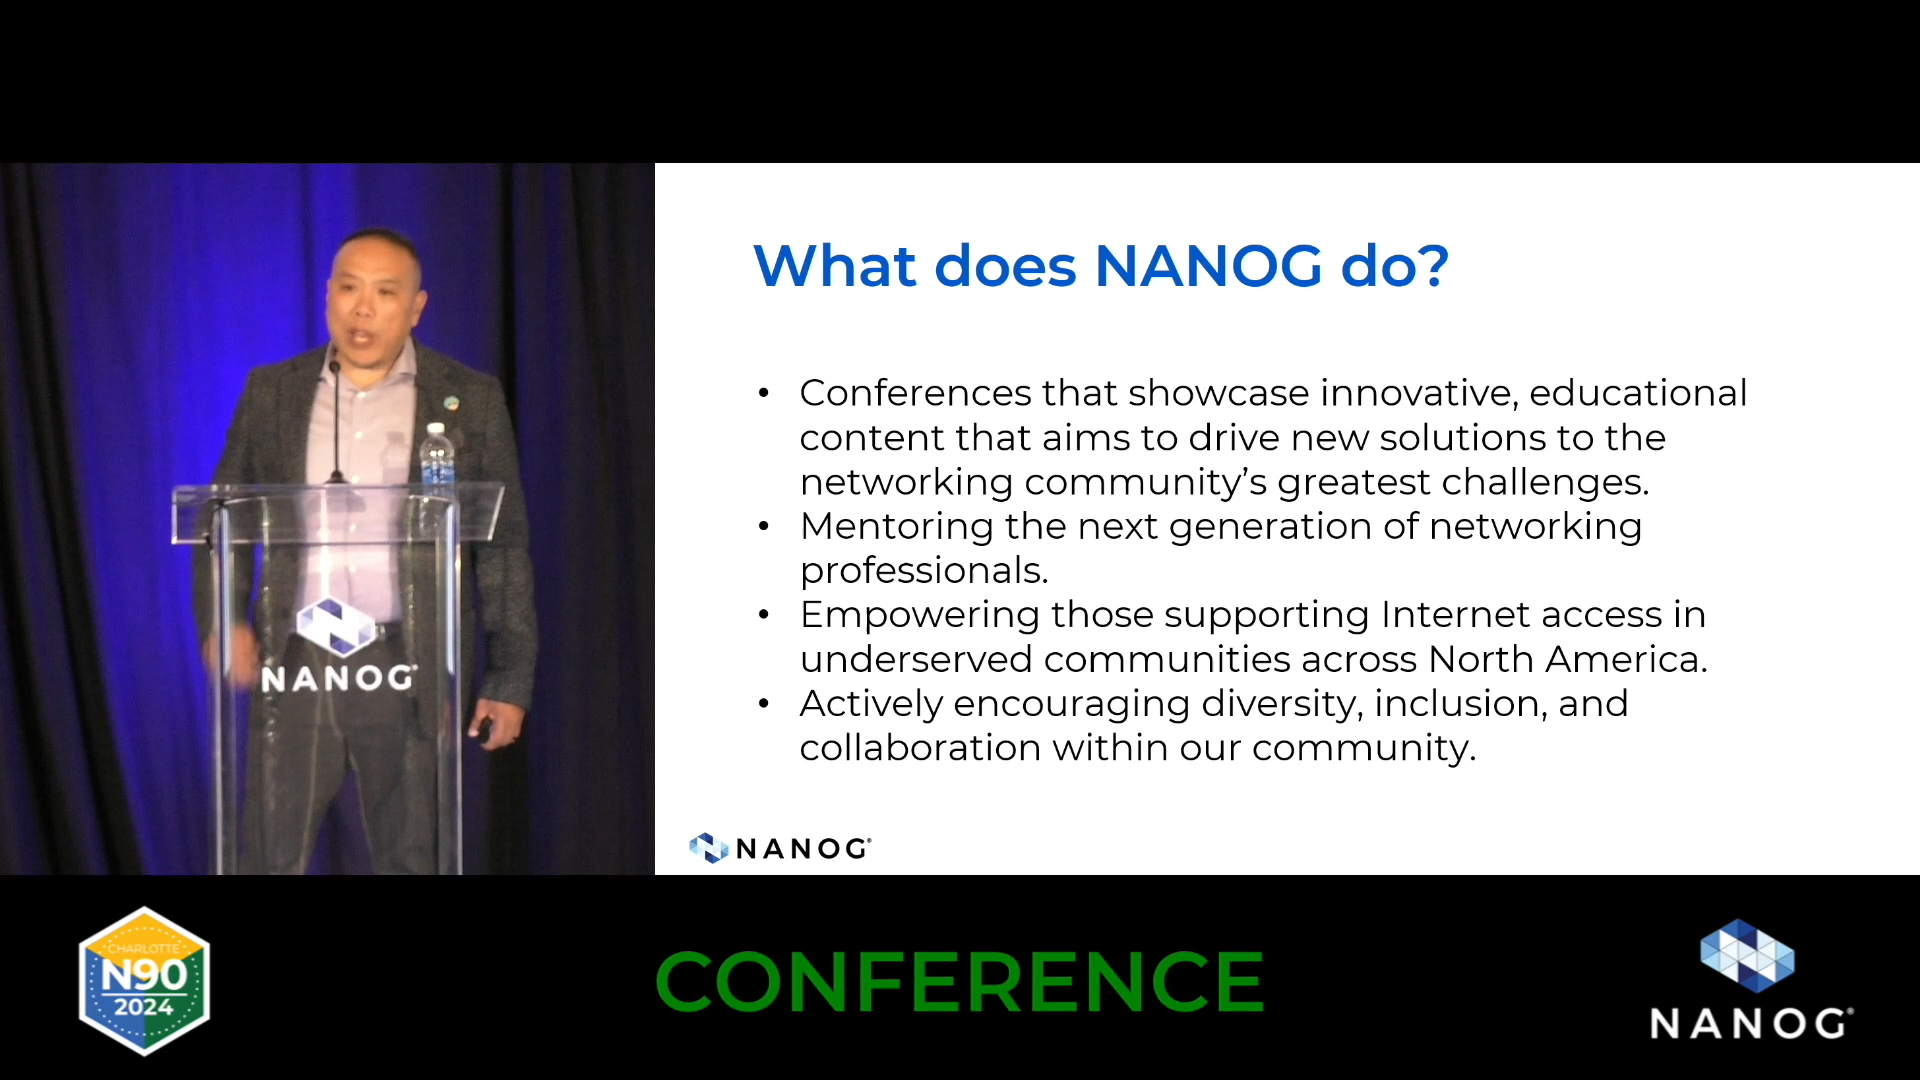 What does NANOG do?
• Conferences that showcase innovative, educational
content that aims to drive new solutions to the
networking community's greatest challenges.
• Mentoring the next generation of networking
professionals.
• Empowering those supporting Internet access in
underserved communities across North America.
• Actively encouraging diversity, inclusion, and
collaboration within our community.
NANOG®
NANOG®
CHARLOTTE
N90
2024
CONFERENCE
NANOG®